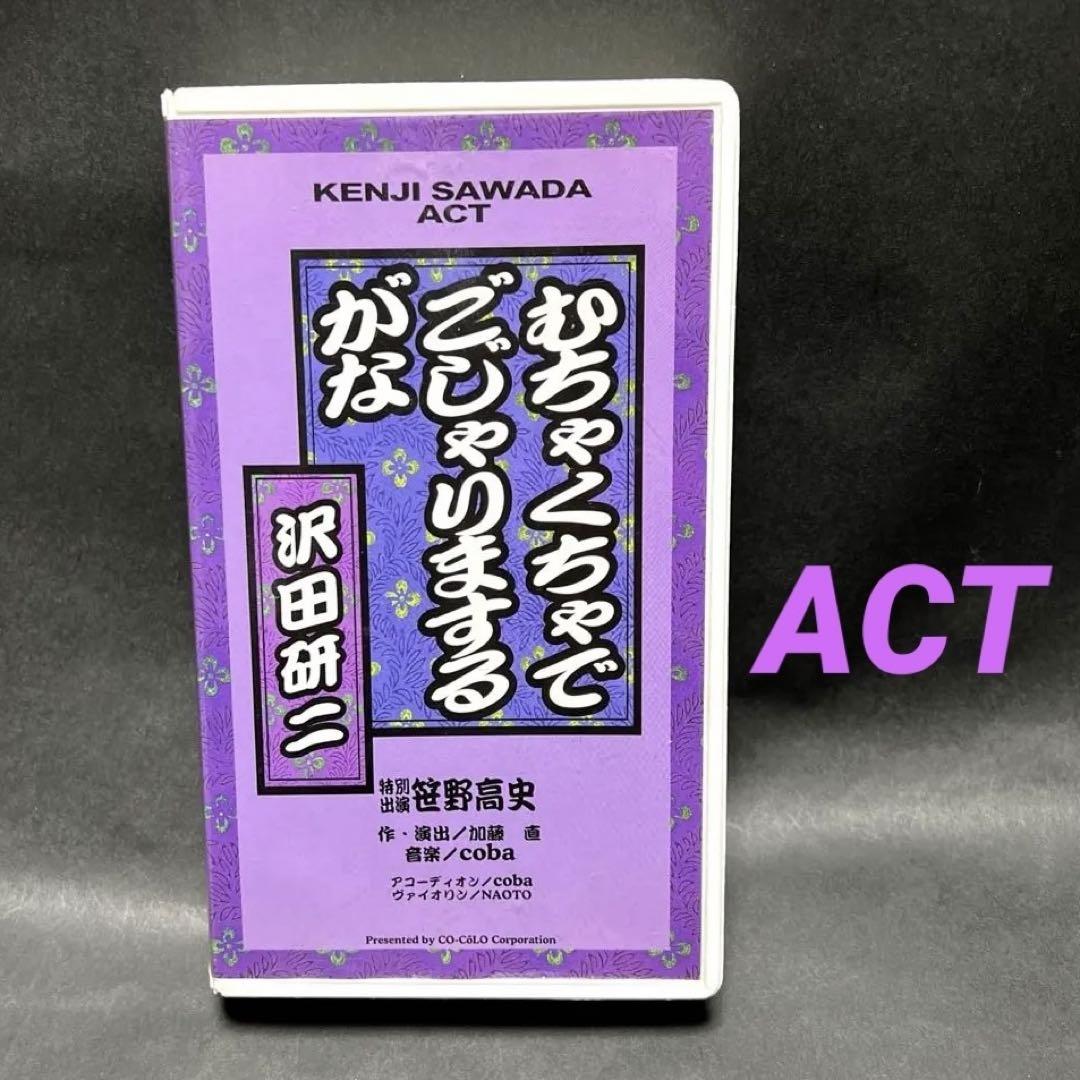 KENJI SAWADA
ACT
むちゃくちゃで
ごじゃりまする
がな
沢田研二
特別出演 笹野高史
作・演出／加藤 直
音楽／coba
アコーディオン／coba
ヴァイオリン／NAOTO
Presented by CO-CóLO Corporation
ACT